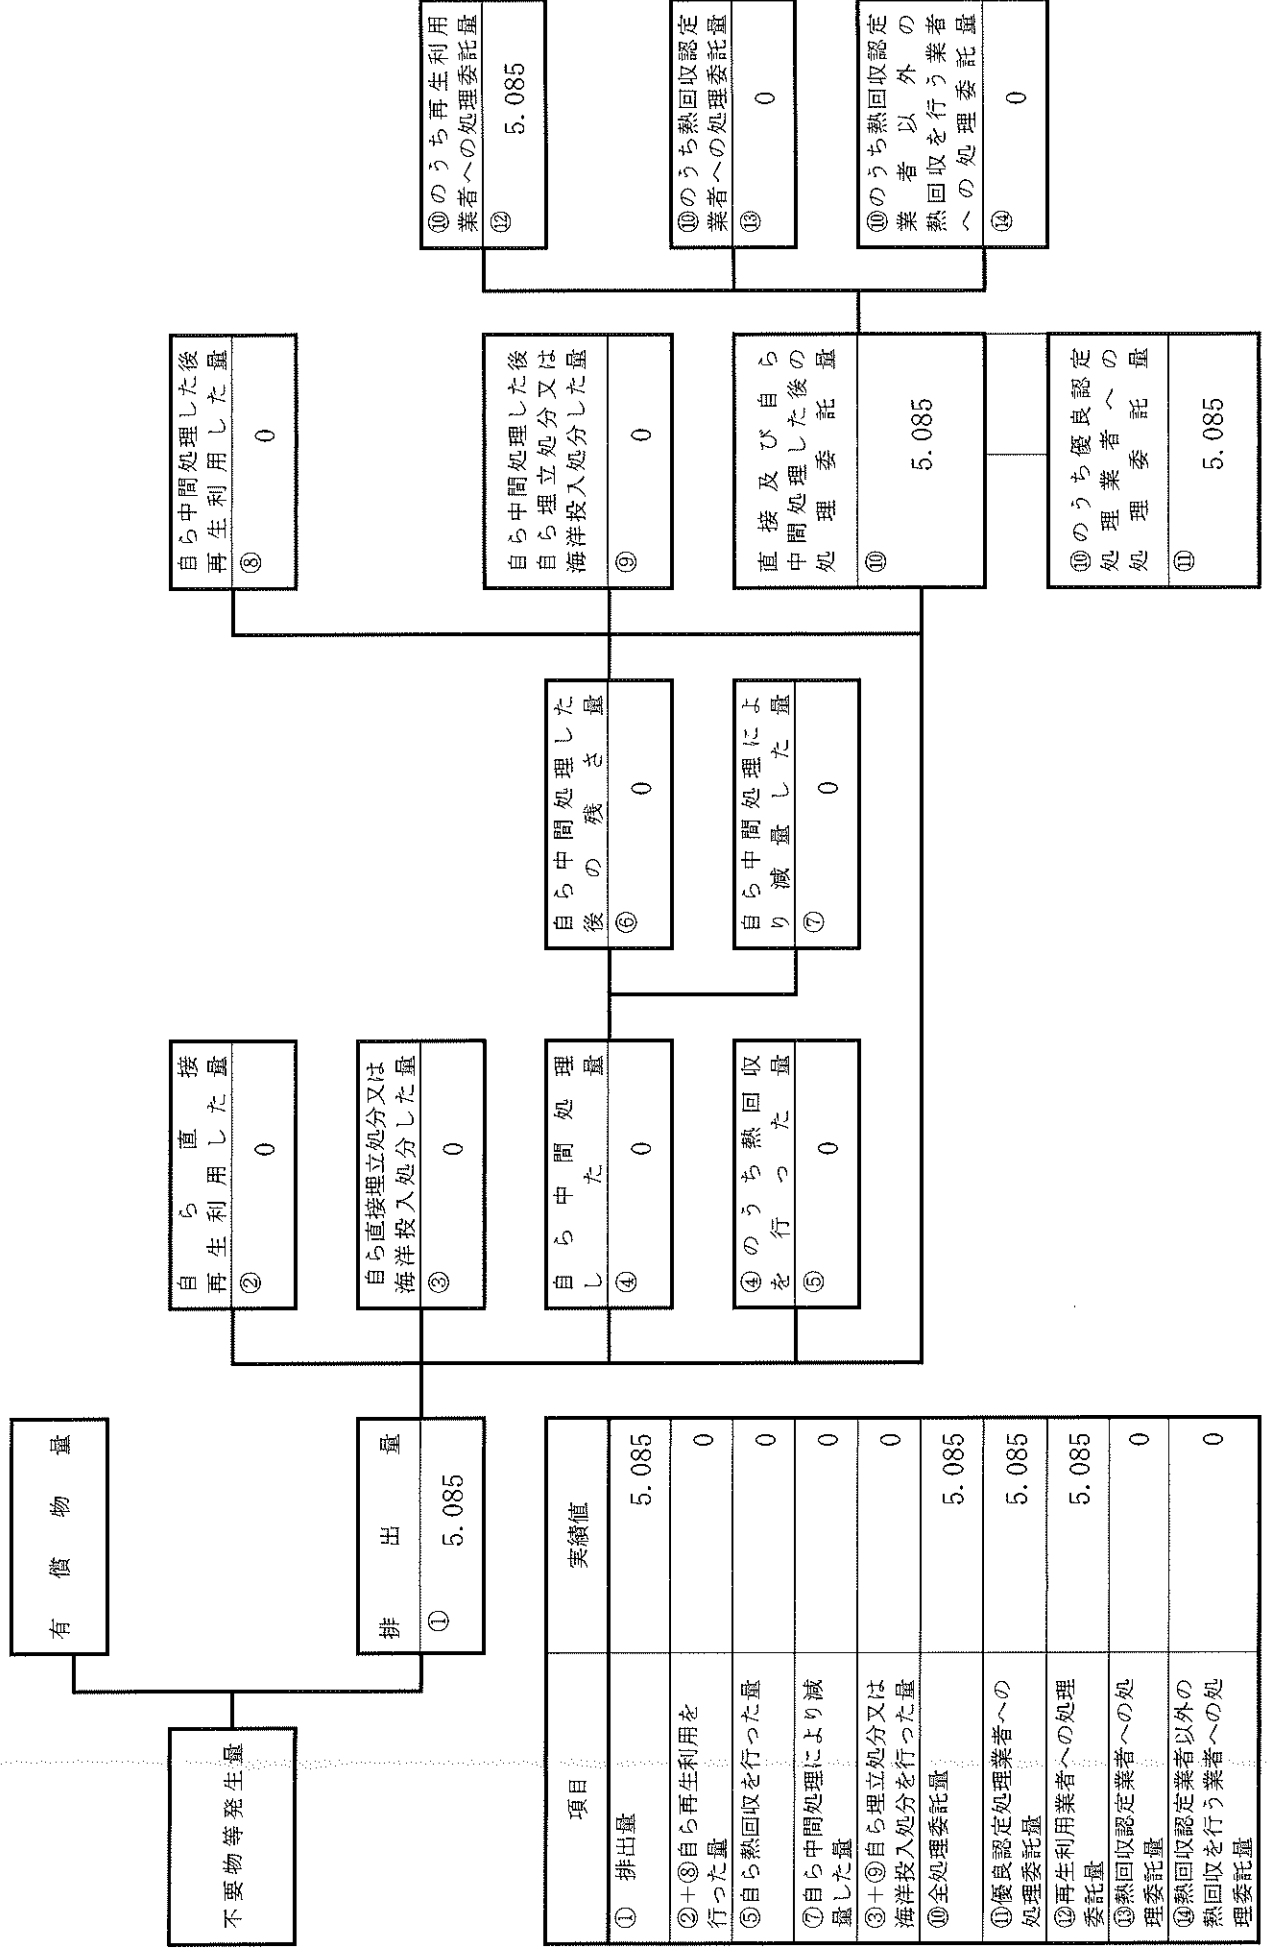 不要物等発生量
有償物量
排出量
① 5.085
自ら直接
再生利用した量
② 0
自ら直接埋立処分又は
海洋投入処分した量
③ 0
自ら中間処理
した量
④ 0
④のうち熱回収
を行った量
⑤ 0
自ら中間処理した
後の残さ量
⑥ 0
自ら中間処理によ
り減量した量
⑦ 0
自ら中間処理した後
再生利用した量
⑧ 0
自ら中間処理した後
自ら埋立処分又は
海洋投入処分した量
⑨ 0
直接及び自ら
中間処理した後の
処理委託量
⑩ 5.085
⑩のうち優良認定
処理業者への
処理委託量
⑪ 5.085
⑩のうち再生利用
業者への処理委託量
⑫ 5.085
⑩のうち熱回収認定
業者への処理委託量
⑬ 0
⑩のうち熱回収認定
業者以外の
熱回収を行う業者
への処理委託量
⑭ 0
項目 実績値
① 排出量 5.085
②+⑧自ら再生利用を
行った量 0
⑤自ら熱回収を行った量 0
⑦自ら中間処理により減
量した量 0
③+⑨自ら埋立処分又は
海洋投入処分を行った量 0
⑩全処理委託量 5.085
⑪優良認定処理業者への
処理委託量 5.085
⑫再生利用業者への処理
委託量 5.085
⑬熱回収認定業者への処
理委託量 0
⑭熱回収認定業者以外の
熱回収を行う業者への処
理委託量 0